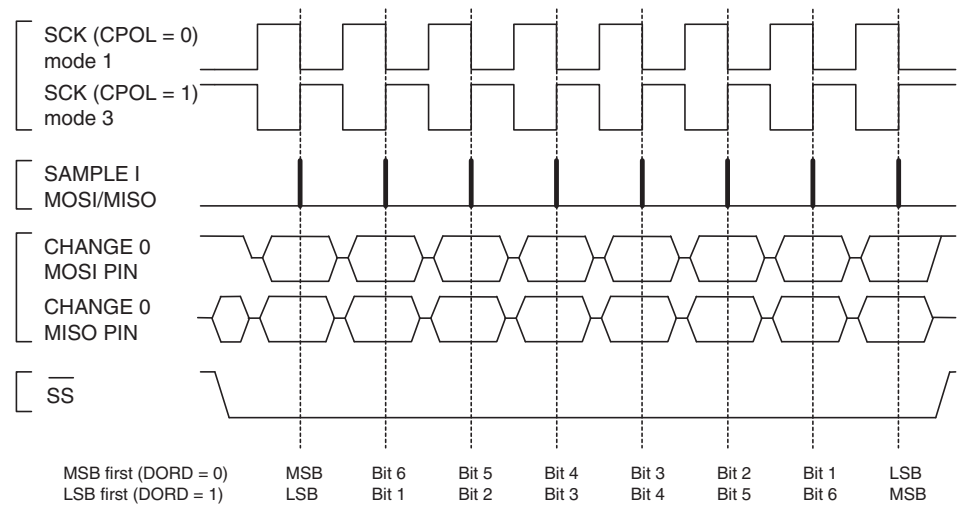 SCK (CPOL = 0)
mode 1
SCK (CPOL = 1)
mode 3
SAMPLE I
MOSI/MISO
CHANGE 0
MOSI PIN
CHANGE 0
MISO PIN
SS
MSB first (DORD = 0) MSB Bit 6 Bit 5 Bit 4 Bit 3 Bit 2 Bit 1 LSB
LSB first (DORD = 1) LSB Bit 1 Bit 2 Bit 3 Bit 4 Bit 5 Bit 6 MSB